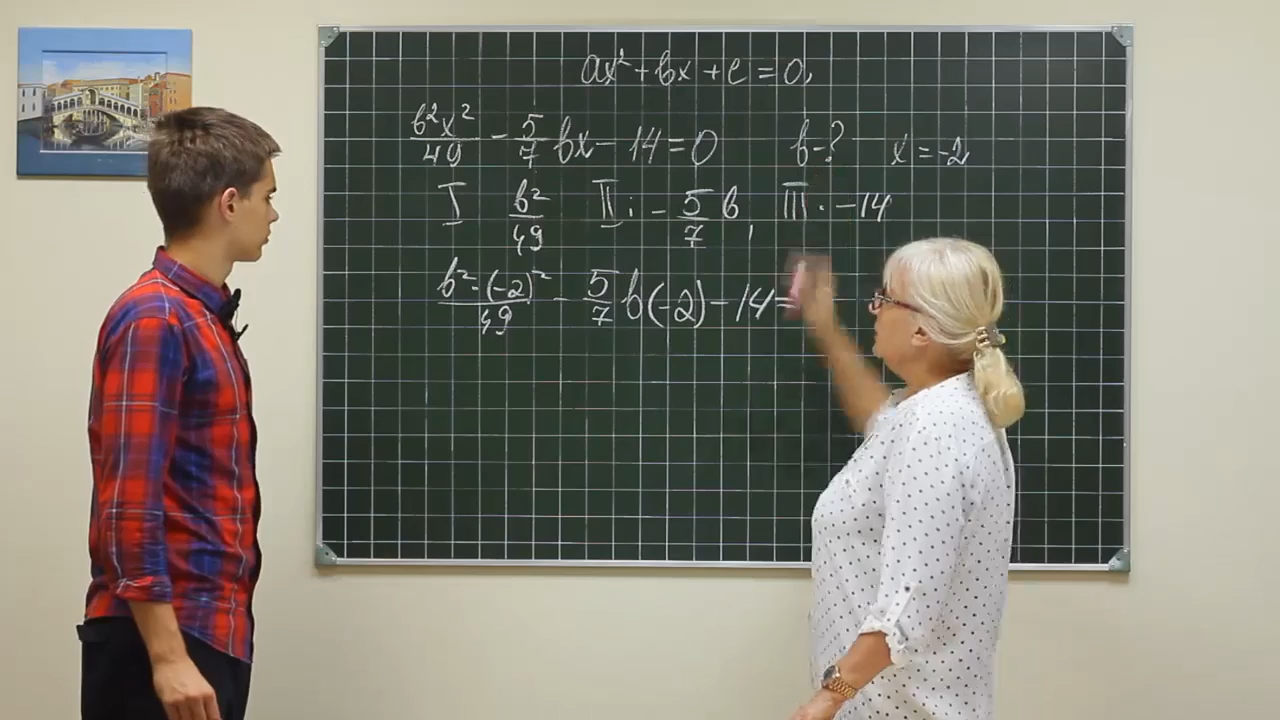 ax² + bx + c = 0,
b²x²/49 - 5/7 bx - 14 = 0 b-? x = -2
I b²/49 II: - 5/7 b, III. -14
b²·(-2)²/49 - 5/7 b(-2) - 14 =